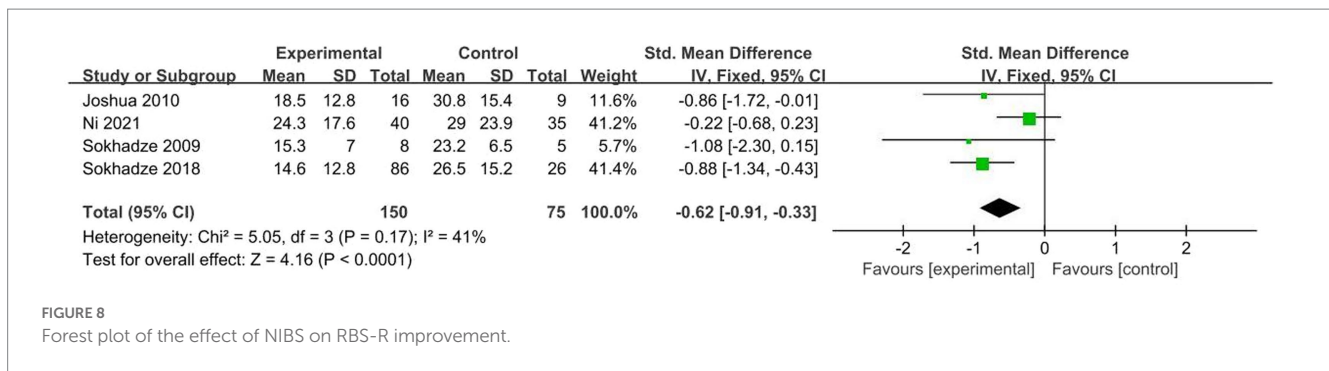 Experimental Control Std. Mean Difference Std. Mean Difference
Study or Subgroup Mean SD Total Mean SD Total Weight IV, Fixed, 95% CI IV, Fixed, 95% CI
Joshua 2010 18.5 12.8 16 30.8 15.4 9 11.6% -0.86 [-1.72, -0.01]
Ni 2021 24.3 17.6 40 29 23.9 35 41.2% -0.22 [-0.68, 0.23]
Sokhadze 2009 15.3 7 8 23.2 6.5 5 5.7% -1.08 [-2.30, 0.15]
Sokhadze 2018 14.6 12.8 86 26.5 15.2 26 41.4% -0.88 [-1.34, -0.43]
Total (95% CI) 150 75 100.0% -0.62 [-0.91, -0.33]
Heterogeneity: Chi² = 5.05, df = 3 (P = 0.17); I² = 41%
Test for overall effect: Z = 4.16 (P < 0.0001)
-2 -1 0 1 2
Favours [experimental] Favours [control]
FIGURE 8
Forest plot of the effect of NIBS on RBS-R improvement.